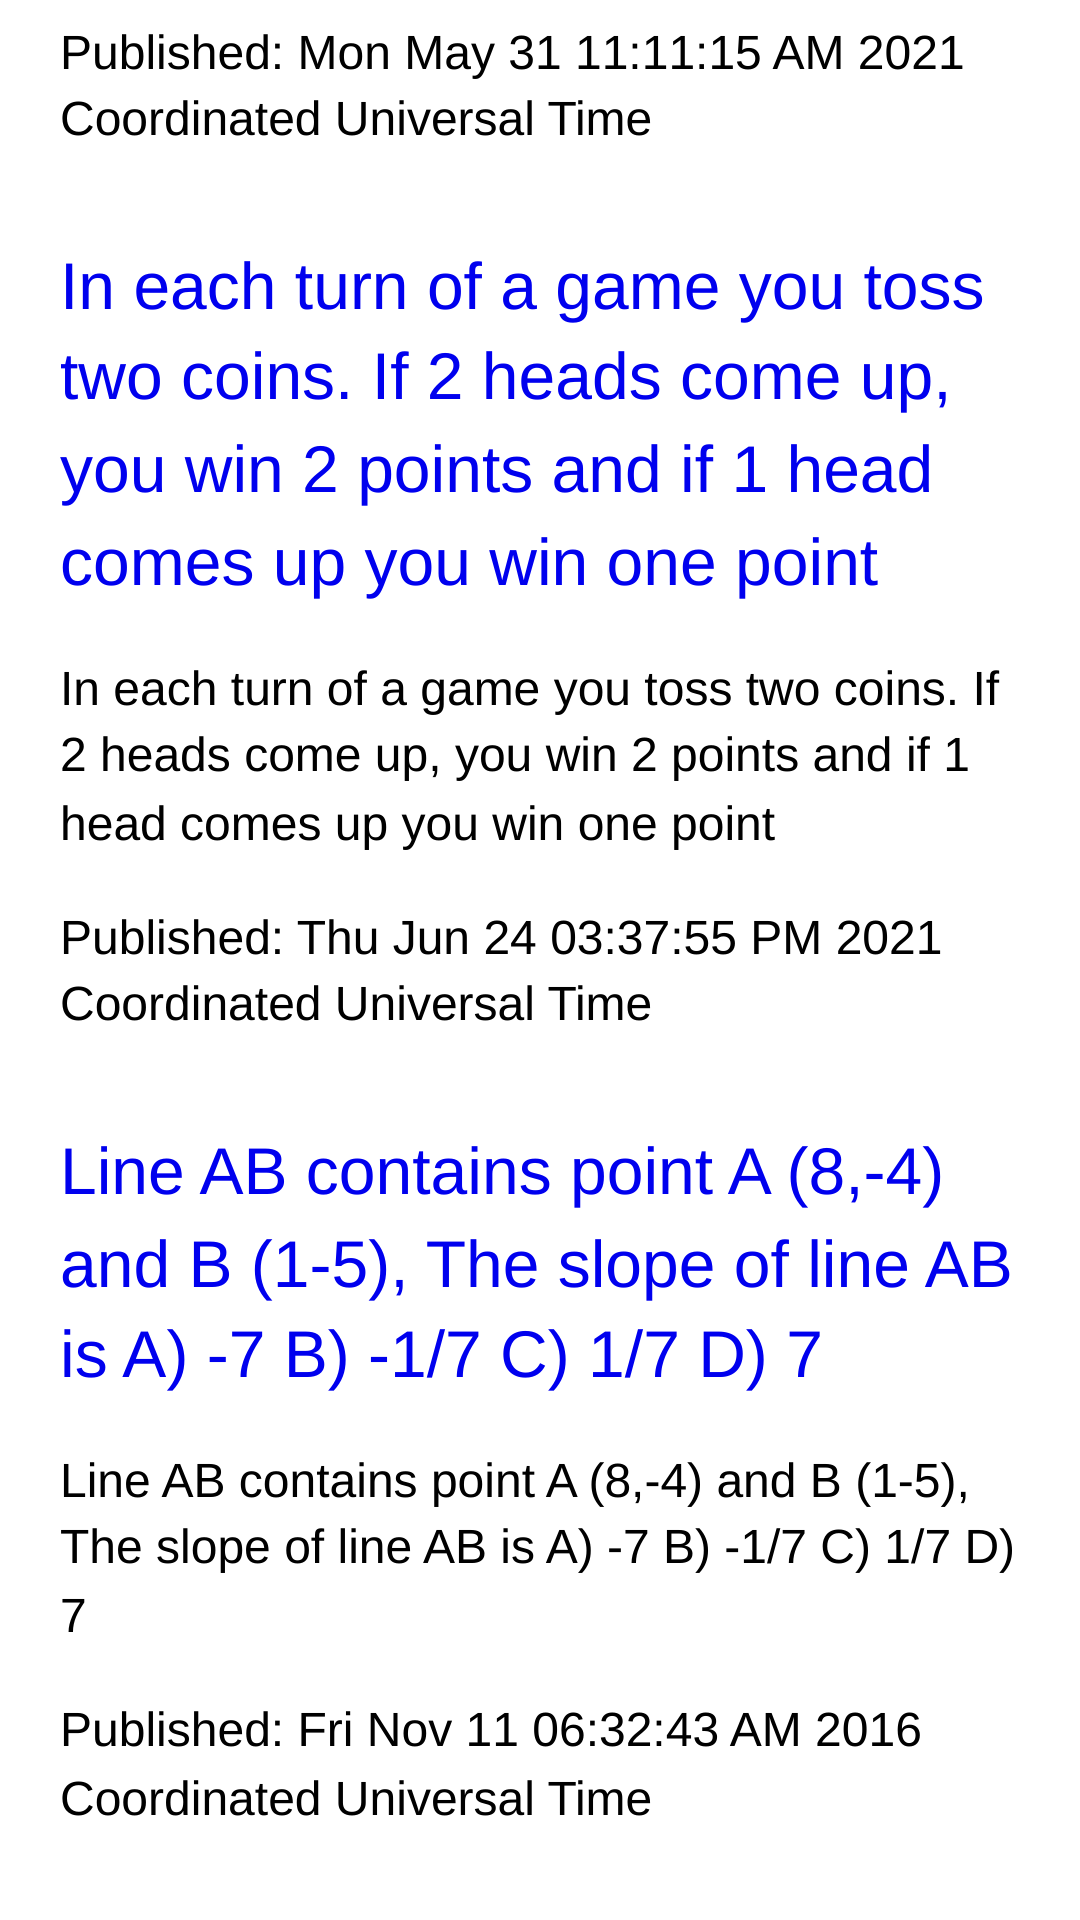 Published: Mon May 31 11:11:15 AM 2021
Coordinated Universal Time
In each turn of a game you toss
two coins. If 2 heads come up,
you win 2 points and if 1 head
comes up you win one point
In each turn of a game you toss two coins. If
2 heads come up, you win 2 points and if 1
head comes up you win one point
Published: Thu Jun 24 03:37:55 PM 2021
Coordinated Universal Time
Line AB contains point A (8,-4)
and B (1-5), The slope of line AB
is A) -7 B) -1/7 C) 1/7 D) 7
Line AB contains point A (8,-4) and B (1-5),
The slope of line AB is A) -7 B) -1/7 C) 1/7 D)
7
Published: Fri Nov 11 06:32:43 AM 2016
Coordinated Universal Time